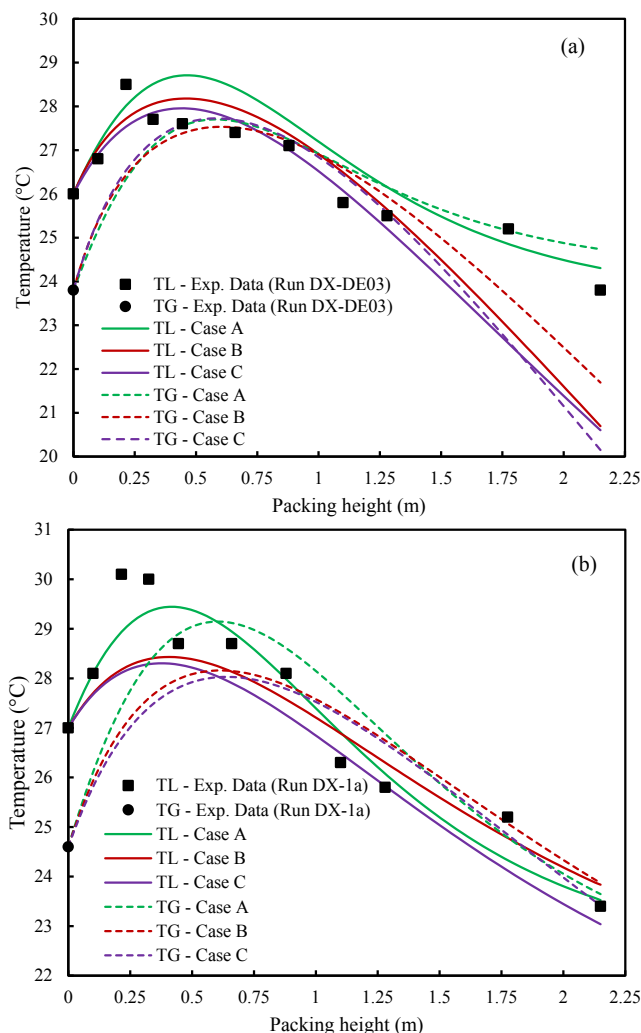 30
(a)
29
28
27
26
25
24
23
22
21
20
Temperature (°C)
TL - Exp. Data (Run DX-DE03)
TG - Exp. Data (Run DX-DE03)
TL - Case A
TL - Case B
TL - Case C
TG - Case A
TG - Case B
TG - Case C
0 0.25 0.5 0.75 1 1.25 1.5 1.75 2 2.25
Packing height (m)
31
(b)
30
29
28
27
26
25
24
23
22
Temperature (°C)
TL - Exp. Data (Run DX-1a)
TG - Exp. Data (Run DX-1a)
TL - Case A
TL - Case B
TL - Case C
TG - Case A
TG - Case B
TG - Case C
0 0.25 0.5 0.75 1 1.25 1.5 1.75 2 2.25
Packing height (m)